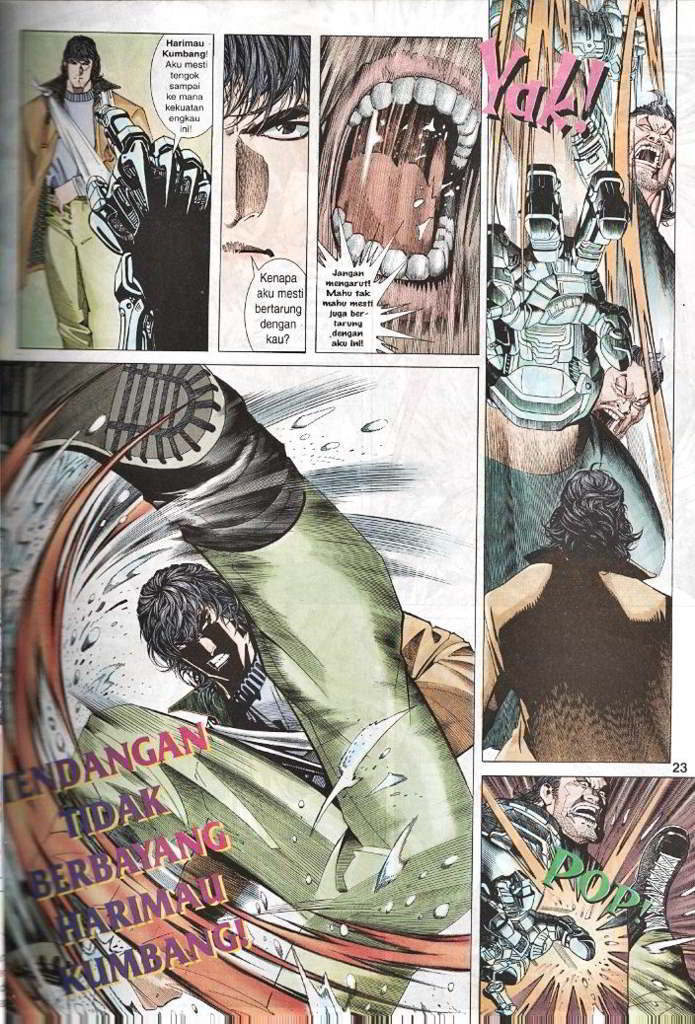 Harimau
Kumbang!
Aku mesti
tengok
sampai
ke mana
kekuatan
engkau
ini!
Kenapa
aku mesti
bertarung
dengan
kau?
Jangan
mengarut!
Mahu tak
mahu mesti
juga ber-
tarung
dengan
aku ini!
Yak!
TENDANGAN
TIDAK
BERBAYANG
HARIMAU
KUMBANG!
23
POP!